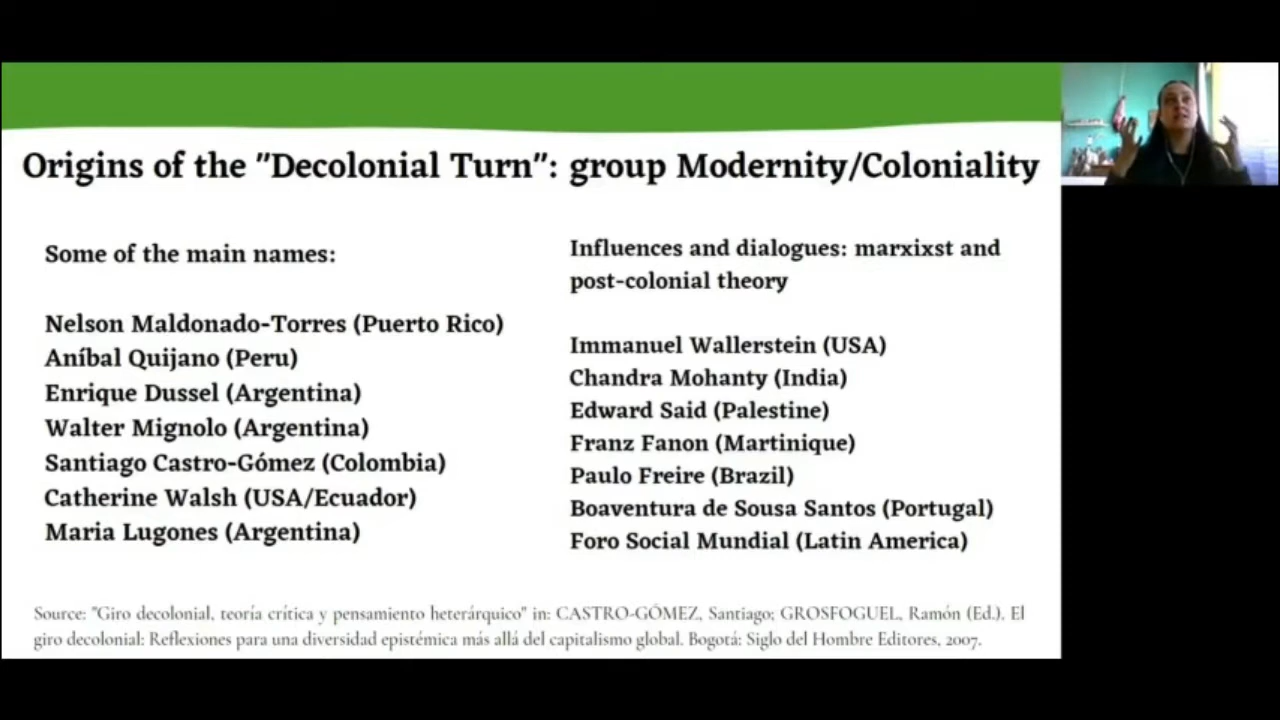 Origins of the "Decolonial Turn": group Modernity/Coloniality
Some of the main names:
Nelson Maldonado-Torres (Puerto Rico)
Aníbal Quijano (Peru)
Enrique Dussel (Argentina)
Walter Mignolo (Argentina)
Santiago Castro-Gómez (Colombia)
Catherine Walsh (USA/Ecuador)
Maria Lugones (Argentina)
Influences and dialogues: marxixst and
post-colonial theory
Immanuel Wallerstein (USA)
Chandra Mohanty (India)
Edward Said (Palestine)
Franz Fanon (Martinique)
Paulo Freire (Brazil)
Boaventura de Sousa Santos (Portugal)
Foro Social Mundial (Latin America)
Source: "Giro decolonial, teoría crítica y pensamiento heterárquico" in: CASTRO-GÓMEZ, Santiago; GROSFOGUEL, Ramón (Ed.). El
giro decolonial: Reflexiones para una diversidad epistémica más allá del capitalismo global. Bogotá: Siglo del Hombre Editores, 2007.